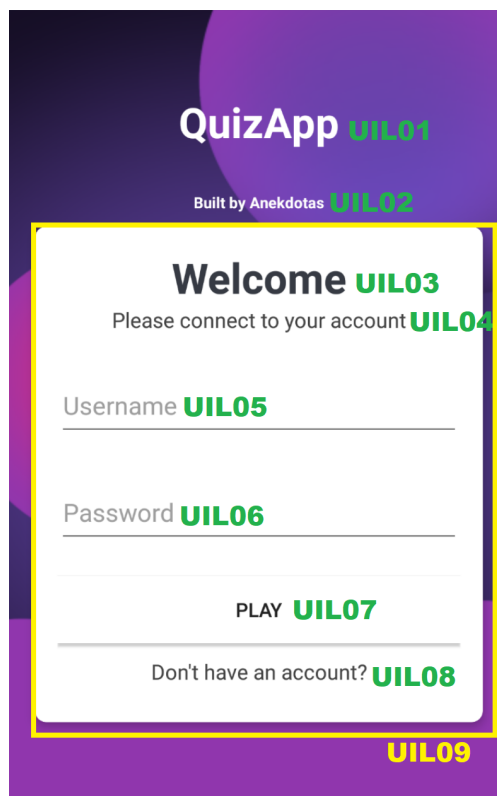 QuizApp UIL01
Built by Anekdotas UIL02
Welcome UIL03
Please connect to your account UIL04
Username UIL05
Password UIL06
PLAY UIL07
Don't have an account? UIL08
UIL09